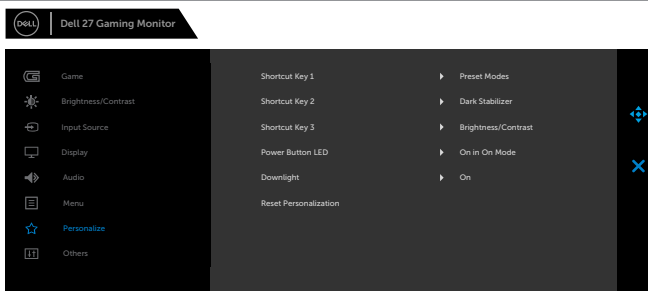 DELL Dell 27 Gaming Monitor
Game Shortcut Key 1 Preset Modes
Brightness/Contrast Shortcut Key 2 Dark Stabilizer
Input Source Shortcut Key 3 Brightness/Contrast
Display Power Button LED On in On Mode
Audio Downlight On
Menu Reset Personalization
Personalize
Others